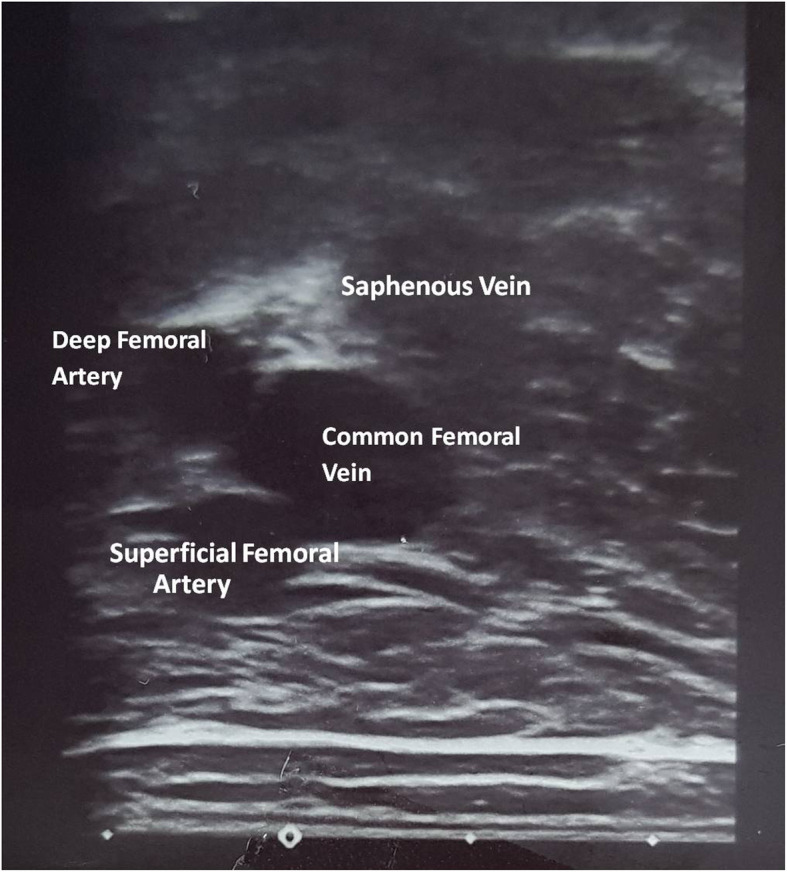 Saphenous Vein
Deep Femoral
Artery
Common Femoral
Vein
Superficial Femoral
Artery